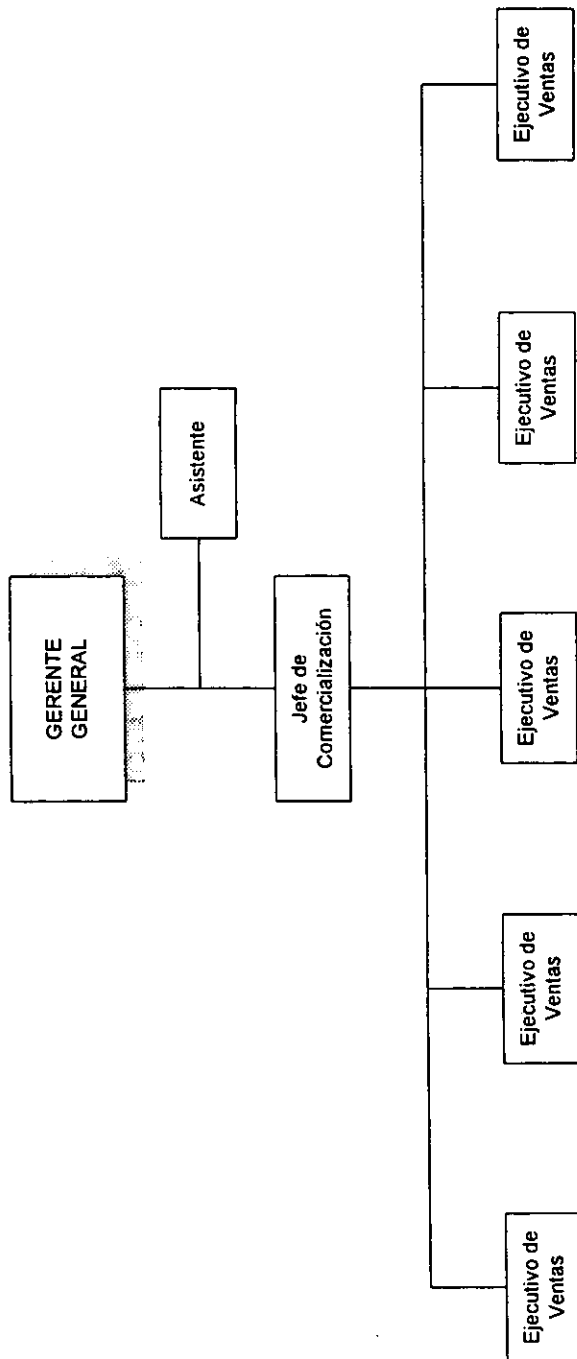 GERENTE
GENERAL
Asistente
Jefe de
Comercialización
Ejecutivo de
Ventas
Ejecutivo de
Ventas
Ejecutivo de
Ventas
Ejecutivo de
Ventas
Ejecutivo de
Ventas